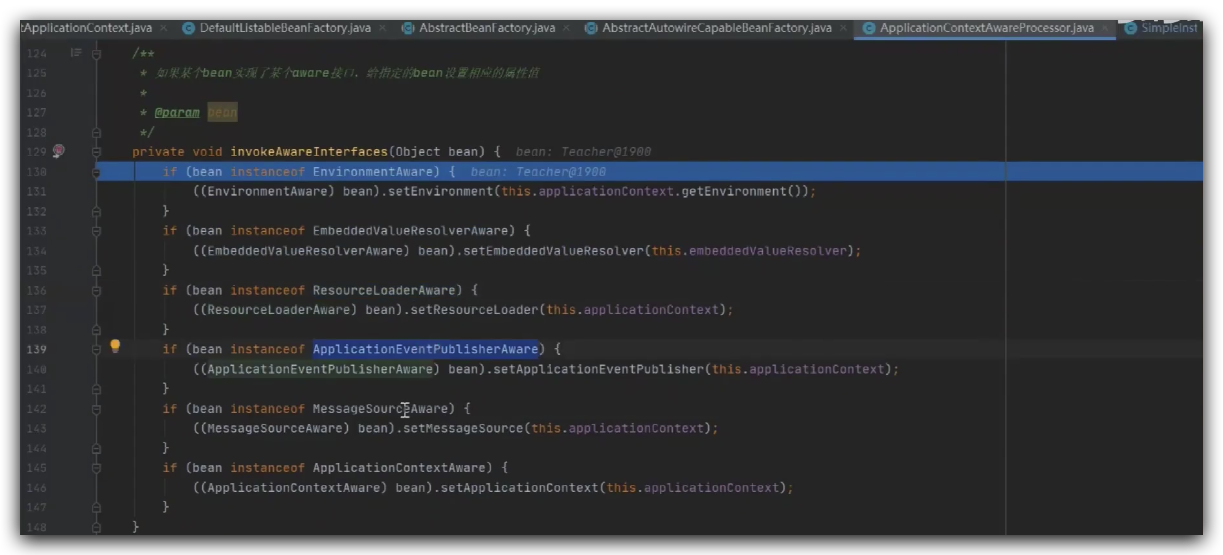 tApplicationContext.java DefaultListableBeanFactory.java AbstractBeanFactory.java AbstractAutowireCapableBeanFactory.java ApplicationContextAwareProcessor.java SimpleInst
124 /**
125 * 如果某个bean实现了某个aware接口，给指定的bean设置相应的属性值
126 *
127 * @param bean
128 */
129 private void invokeAwareInterfaces(Object bean) { bean: Teacher@1900
130 if (bean instanceof EnvironmentAware) { bean: Teacher@1900
131 ((EnvironmentAware) bean).setEnvironment(this.applicationContext.getEnvironment());
132 }
133 if (bean instanceof EmbeddedValueResolverAware) {
134 ((EmbeddedValueResolverAware) bean).setEmbeddedValueResolver(this.embeddedValueResolver);
135 }
136 if (bean instanceof ResourceLoaderAware) {
137 ((ResourceLoaderAware) bean).setResourceLoader(this.applicationContext);
138 }
139 if (bean instanceof ApplicationEventPublisherAware) {
140 ((ApplicationEventPublisherAware) bean).setApplicationEventPublisher(this.applicationContext);
141 }
142 if (bean instanceof MessageSourceAware) {
143 ((MessageSourceAware) bean).setMessageSource(this.applicationContext);
144 }
145 if (bean instanceof ApplicationContextAware) {
146 ((ApplicationContextAware) bean).setApplicationContext(this.applicationContext);
147 }
148 }